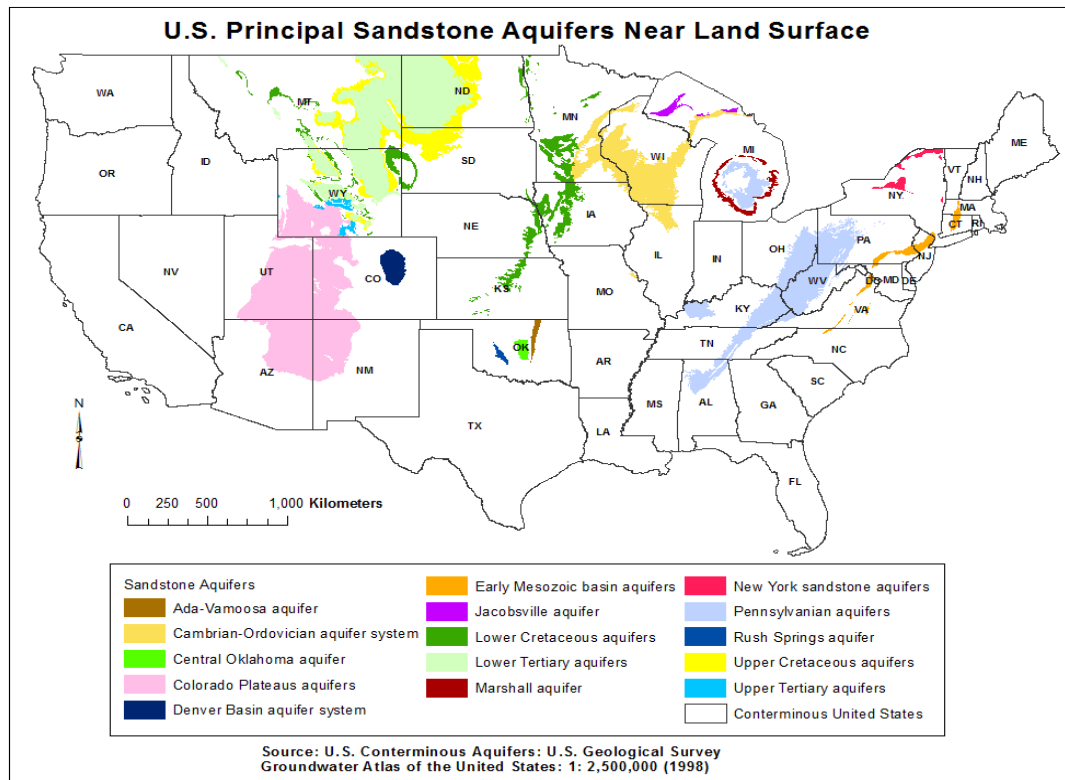 U.S. Principal Sandstone Aquifers Near Land Surface
WA
MT
ND
MN
ME
OR
ID
SD
WI
MI
VT
NH
WY
NY
MA
CT
RI
NE
IA
PA
NV
UT
CO
IL
IN
OH
NJ
MD
DE
DC
WV
VA
KS
MO
KY
CA
AZ
NM
OK
AR
TN
NC
SC
TX
LA
MS
AL
GA
FL
N
0 250 500 1,000 Kilometers
Sandstone Aquifers
Ada-Vamoosa aquifer
Cambrian-Ordovician aquifer system
Central Oklahoma aquifer
Colorado Plateaus aquifers
Denver Basin aquifer system
Early Mesozoic basin aquifers
Jacobsville aquifer
Lower Cretaceous aquifers
Lower Tertiary aquifers
Marshall aquifer
New York sandstone aquifers
Pennsylvanian aquifers
Rush Springs aquifer
Upper Cretaceous aquifers
Upper Tertiary aquifers
Conterminous United States
Source: U.S. Conterminous Aquifers: U.S. Geological Survey
Groundwater Atlas of the United States: 1: 2,500,000 (1998)